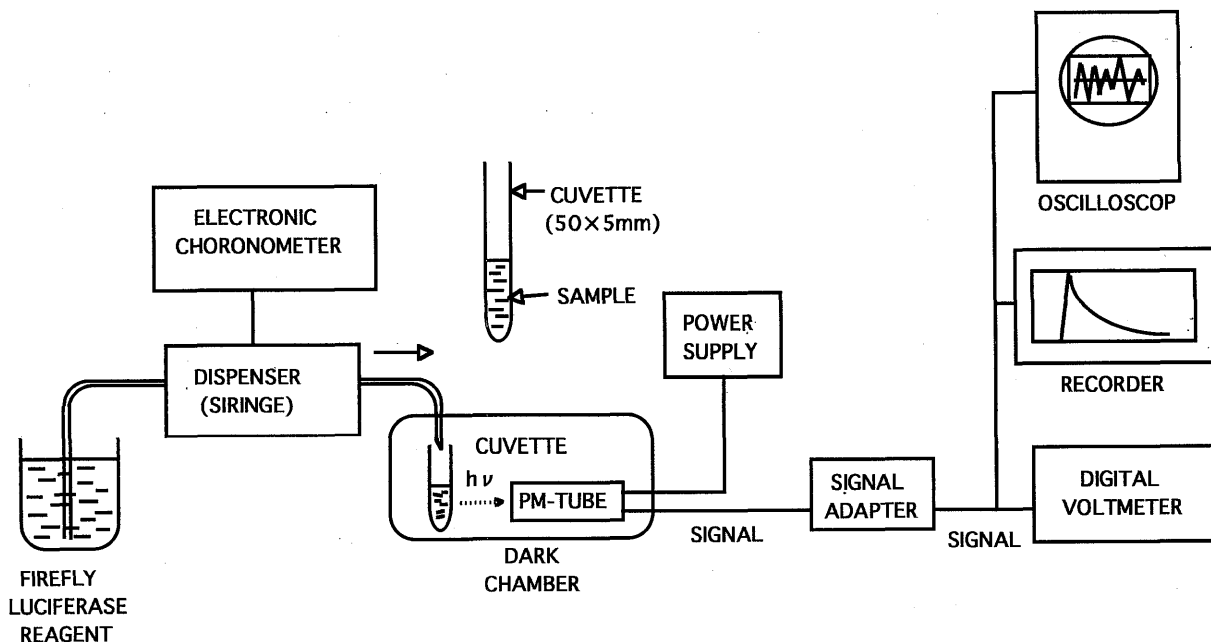 ELECTRONIC
CHORONOMETER
DISPENSER
(SIRINGE)
FIREFLY
LUCIFERASE
REAGENT
CUVETTE
(50×5mm)
SAMPLE
CUVETTE
hν
PM-TUBE
DARK
CHAMBER
POWER
SUPPLY
SIGNAL
SIGNAL
ADAPTER
SIGNAL
OSCILLOSCOP
RECORDER
DIGITAL
VOLTMETER